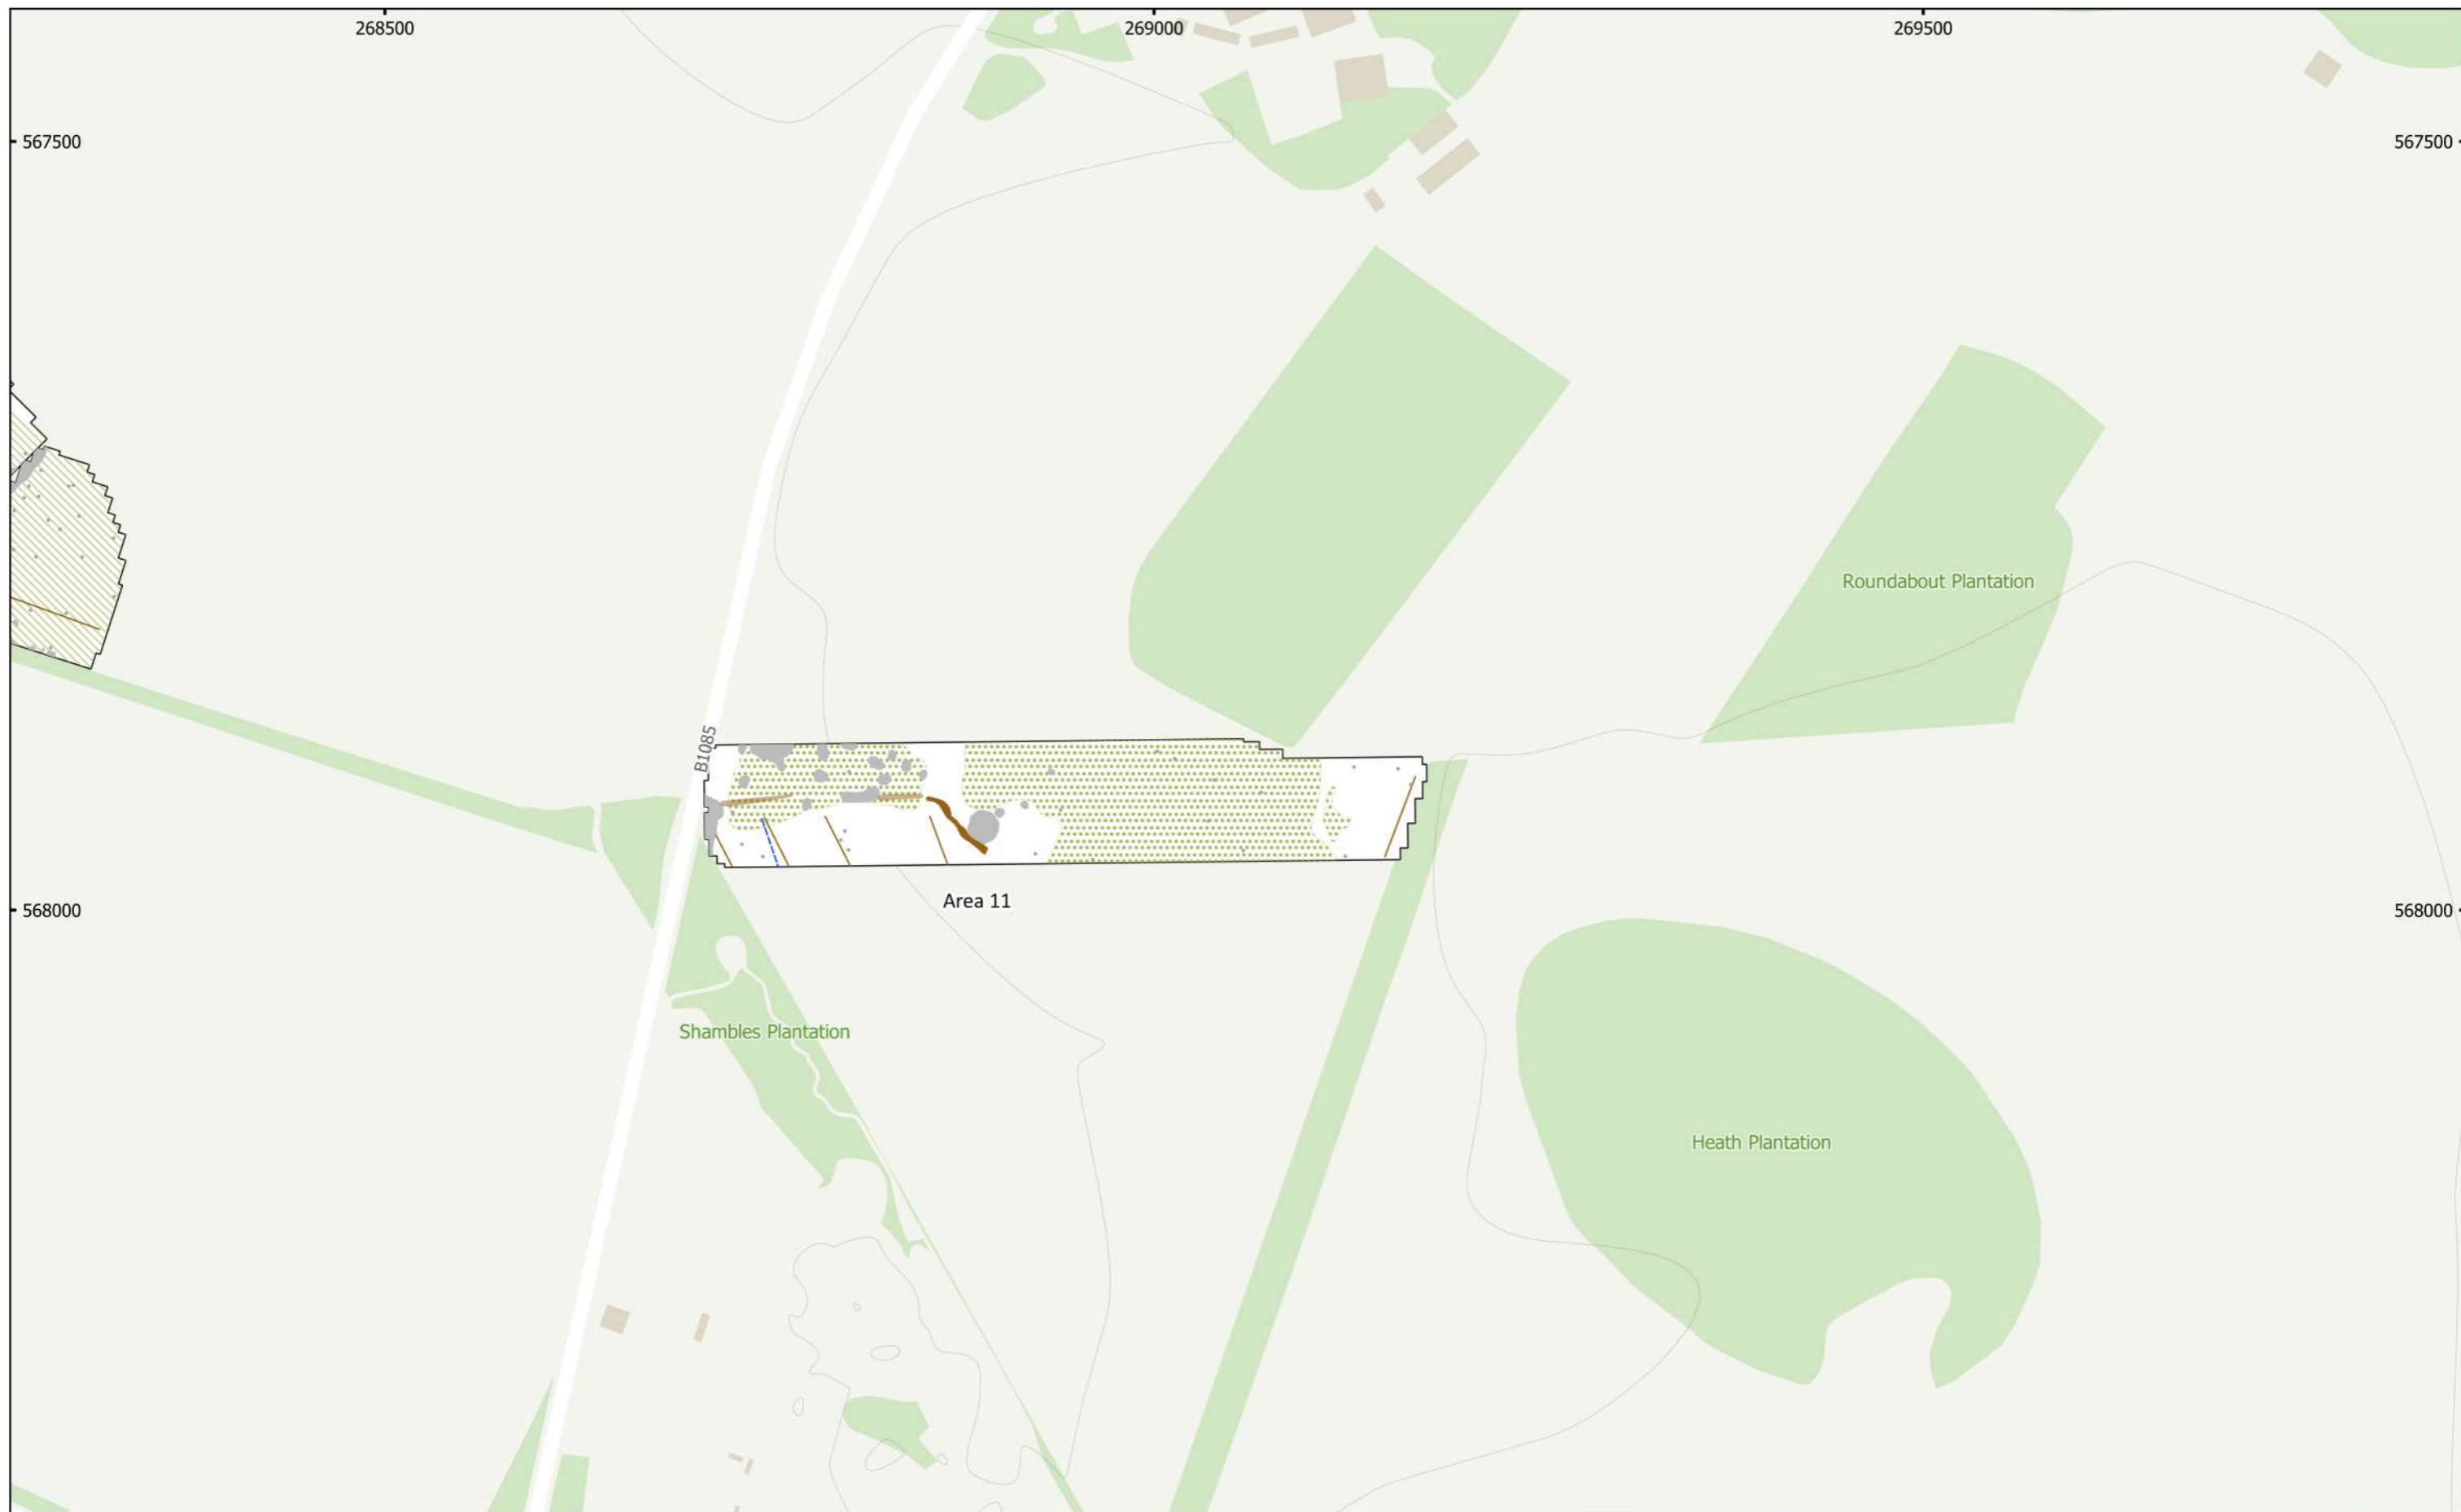 268500
269000
269500
567500
567500
Roundabout Plantation
B1085
Area 11
568000
568000
Shambles Plantation
Heath Plantation